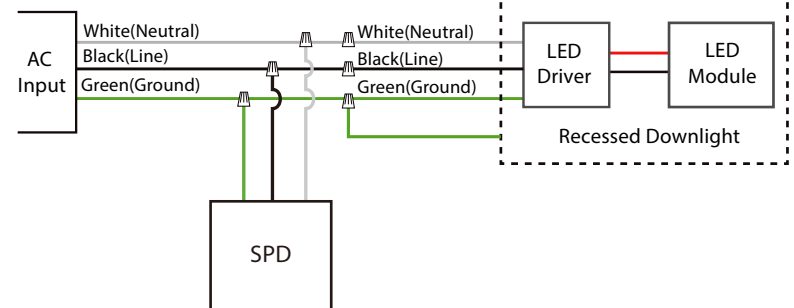 AC
Input
White(Neutral)
Black(Line)
Green(Ground)
White(Neutral)
Black(Line)
Green(Ground)
LED
Driver
LED
Module
Recessed Downlight
SPD